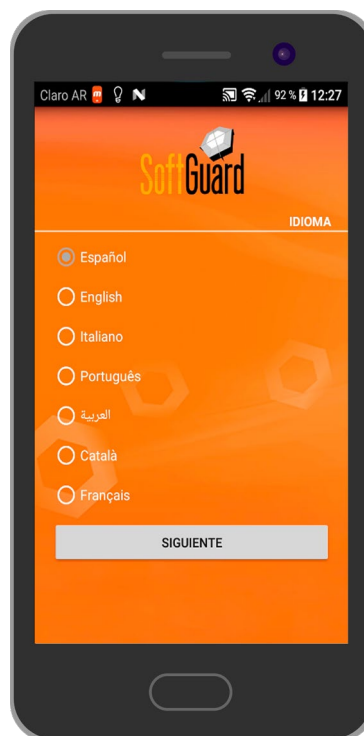 Claro AR 92 % 12:27
SoftGuard
IDIOMA
Español
English
Italiano
Português
العربية
Català
Français
SIGUIENTE